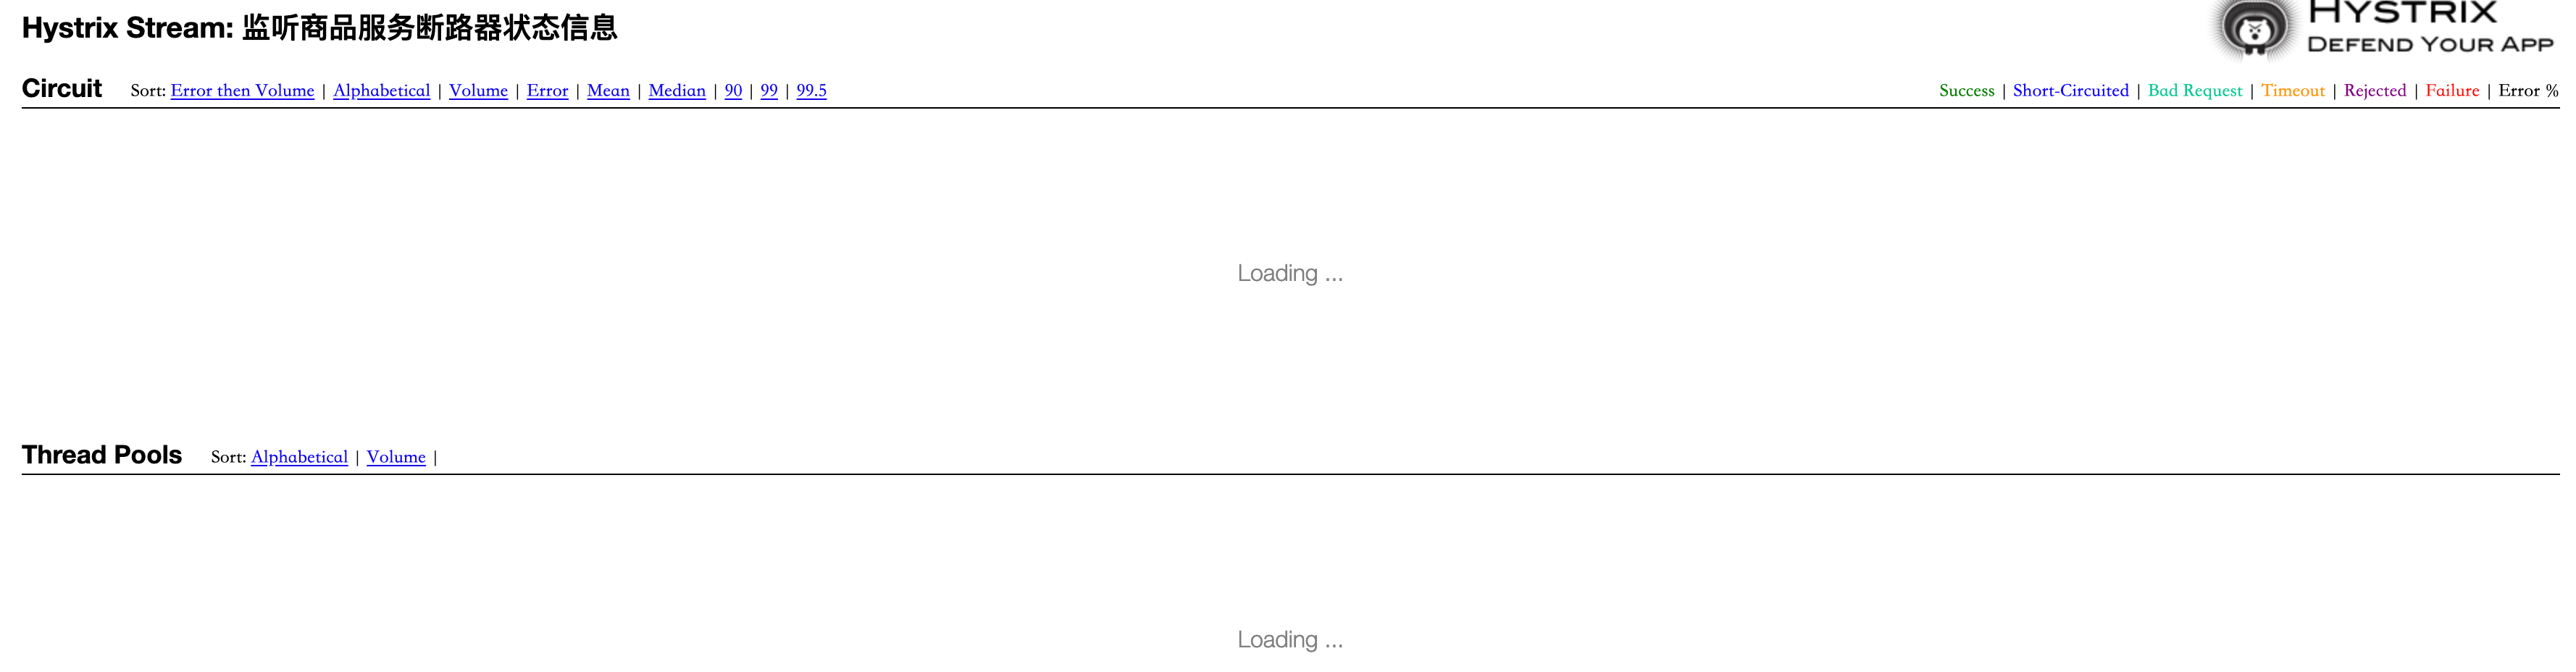 Hystrix Stream: 监听商品服务断路器状态信息
HYSTRIX
DEFEND YOUR APP
Circuit Sort: Error then Volume | Alphabetical | Volume | Error | Mean | Median | 90 | 99 | 99.5
Success | Short-Circuited | Bad Request | Timeout | Rejected | Failure | Error %
Loading ...
Thread Pools Sort: Alphabetical | Volume |
Loading ...